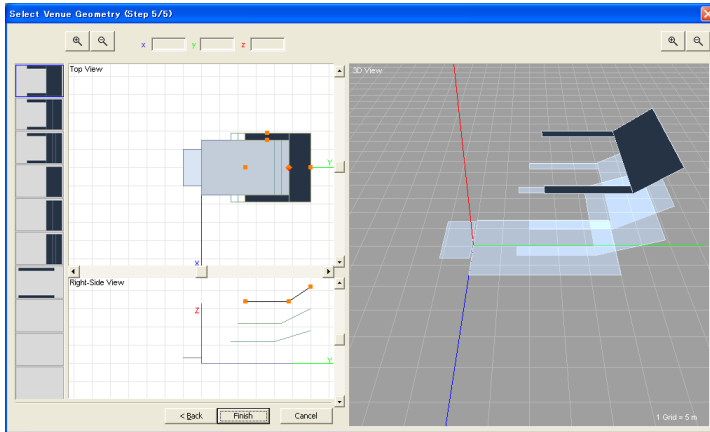 Select Venue Geometry (Step 5/5)
x y z
Top View
Y
X
Right-Side View
Z
Y
3D View
1 Grid = 5 m
< Back Finish Cancel